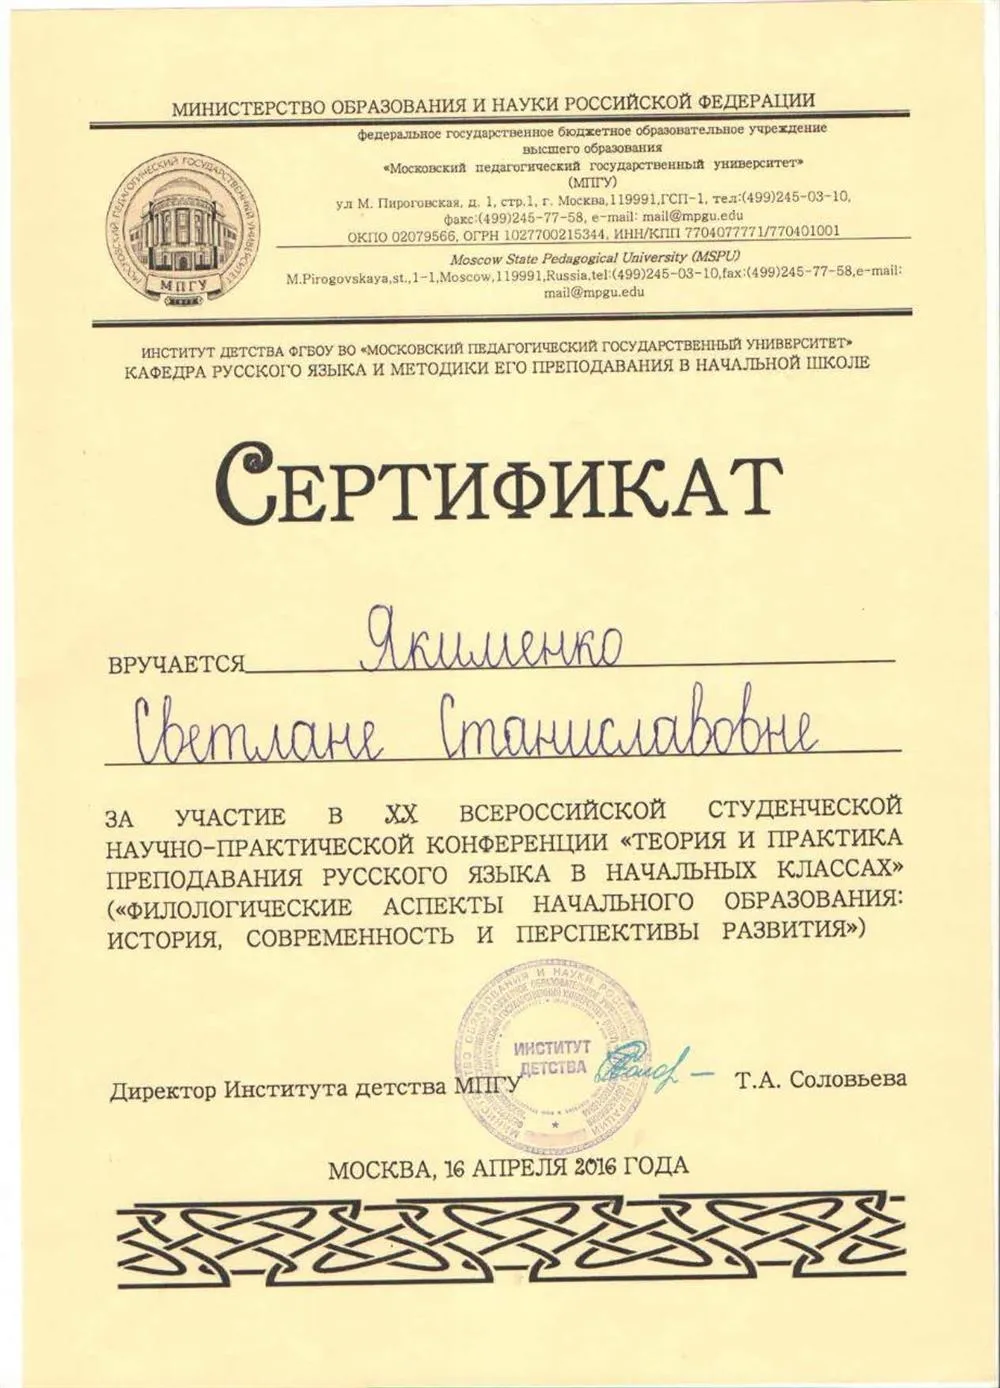 МИНИСТЕРСТВО ОБРАЗОВАНИЯ И НАУКИ РОССИЙСКОЙ ФЕДЕРАЦИИ
федеральное государственное бюджетное образовательное учреждение
высшего образования
«Московский педагогический государственный университет»
(МПГУ)
ул М. Пироговская, д. 1, стр.1, г. Москва,119991,ГСП-1, тел:(499)245-03-10,
факс:(499)245-77-58, e-mail: mail@mpgu.edu
ОКПО 02079566, ОГРН 1027700215344, ИНН/КПП 7704077771/770401001
Moscow State Pedagogical University (MSPU)
M.Pirogovskaya,st.,1-1,Moscow,119991,Russia,tel:(499)245-03-10,fax:(499)245-77-58,e-mail:
mail@mpgu.edu
МОСКОВСКИЙ ПЕДАГОГИЧЕСКИЙ ГОСУДАРСТВЕННЫЙ УНИВЕРСИТЕТ
МПГУ
1872
ИНСТИТУТ ДЕТСТВА ФГБОУ ВО «МОСКОВСКИЙ ПЕДАГОГИЧЕСКИЙ ГОСУДАРСТВЕННЫЙ УНИВЕРСИТЕТ»
КАФЕДРА РУССКОГО ЯЗЫКА И МЕТОДИКИ ЕГО ПРЕПОДАВАНИЯ В НАЧАЛЬНОЙ ШКОЛЕ
СЕРТИФИКАТ
ВРУЧАЕТСЯ Якименко
Светлане Станиславовне
ЗА УЧАСТИЕ В XX ВСЕРОССИЙСКОЙ СТУДЕНЧЕСКОЙ
НАУЧНО-ПРАКТИЧЕСКОЙ КОНФЕРЕНЦИИ «ТЕОРИЯ И ПРАКТИКА
ПРЕПОДАВАНИЯ РУССКОГО ЯЗЫКА В НАЧАЛЬНЫХ КЛАССАХ»
(«ФИЛОЛОГИЧЕСКИЕ АСПЕКТЫ НАЧАЛЬНОГО ОБРАЗОВАНИЯ:
ИСТОРИЯ, СОВРЕМЕННОСТЬ И ПЕРСПЕКТИВЫ РАЗВИТИЯ»)
ИНСТИТУТ
ДЕТСТВА
Директор Института детства МПГУ Т.А. Соловьева
МОСКВА, 16 АПРЕЛЯ 2016 ГОДА